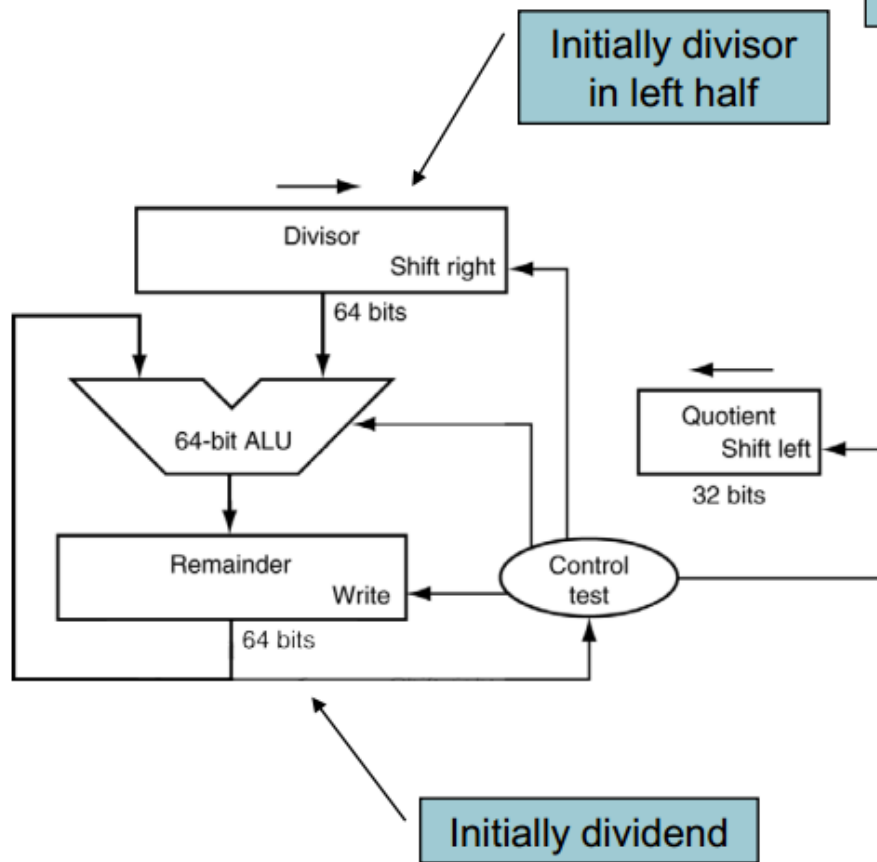 Initially divisor
in left half
Divisor
Shift right
64 bits
64-bit ALU
Quotient
Shift left
32 bits
Remainder
Write
Control
test
64 bits
Initially dividend